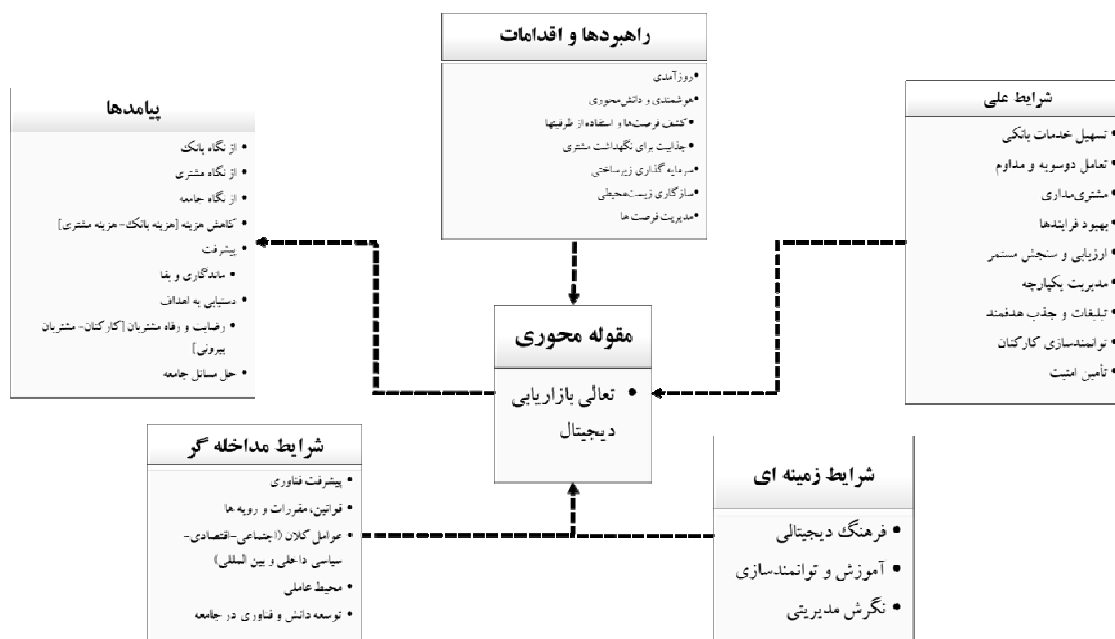 راهبردها و اقدامات
•روزآمدی
•هوشمندی و دانش‌محوری
•کشف فرصت‌ها و استفاده از ظرفیتها
•جذابیت برای نگهداشت مشتری
•سرمایه گذاری زیرساختی
•سازگاری زیست‌محیطی
•مدیریت فرصت ها
شرایط علی
• تسهیل خدمات بانکی
• تعامل دوسویه و مداوم
• مشتری‌مداری
• بهبود فرایندها
• ارزیابی و سنجش مستمر
• مدیریت یکپارچه
• تبلیغات و جذب هدفمند
• توانمندسازی کارکنان
• تأمین امنیت
پیامدها
• از نگاه بانک
• از نگاه مشتری
• از نگاه جامعه
• کاهش هزینه [هزینه بانک-هزینه مشتری]
• پیشرفت
• ماندگاری و بقا
• دستیابی به اهداف
• رضایت و رفاه مشتریان [کارکنان- مشتریان
بیرونی]
• حل مسائل جامعه
مقوله محوری
• تعالی بازاریابی
دیجیتال
شرایط زمینه ای
• فرهنگ دیجیتالی
• آموزش و توانمندسازی
• نگرش مدیریتی
شرایط مداخله گر
• پیشرفت فناوری
• قوانین، مقررات و رویه ها
• عوامل کلان (اجتماعی-اقتصادی-
سیاسی داخلی و بین المللی)
• محیط عاملی
• توسعه دانش و فناوری در جامعه